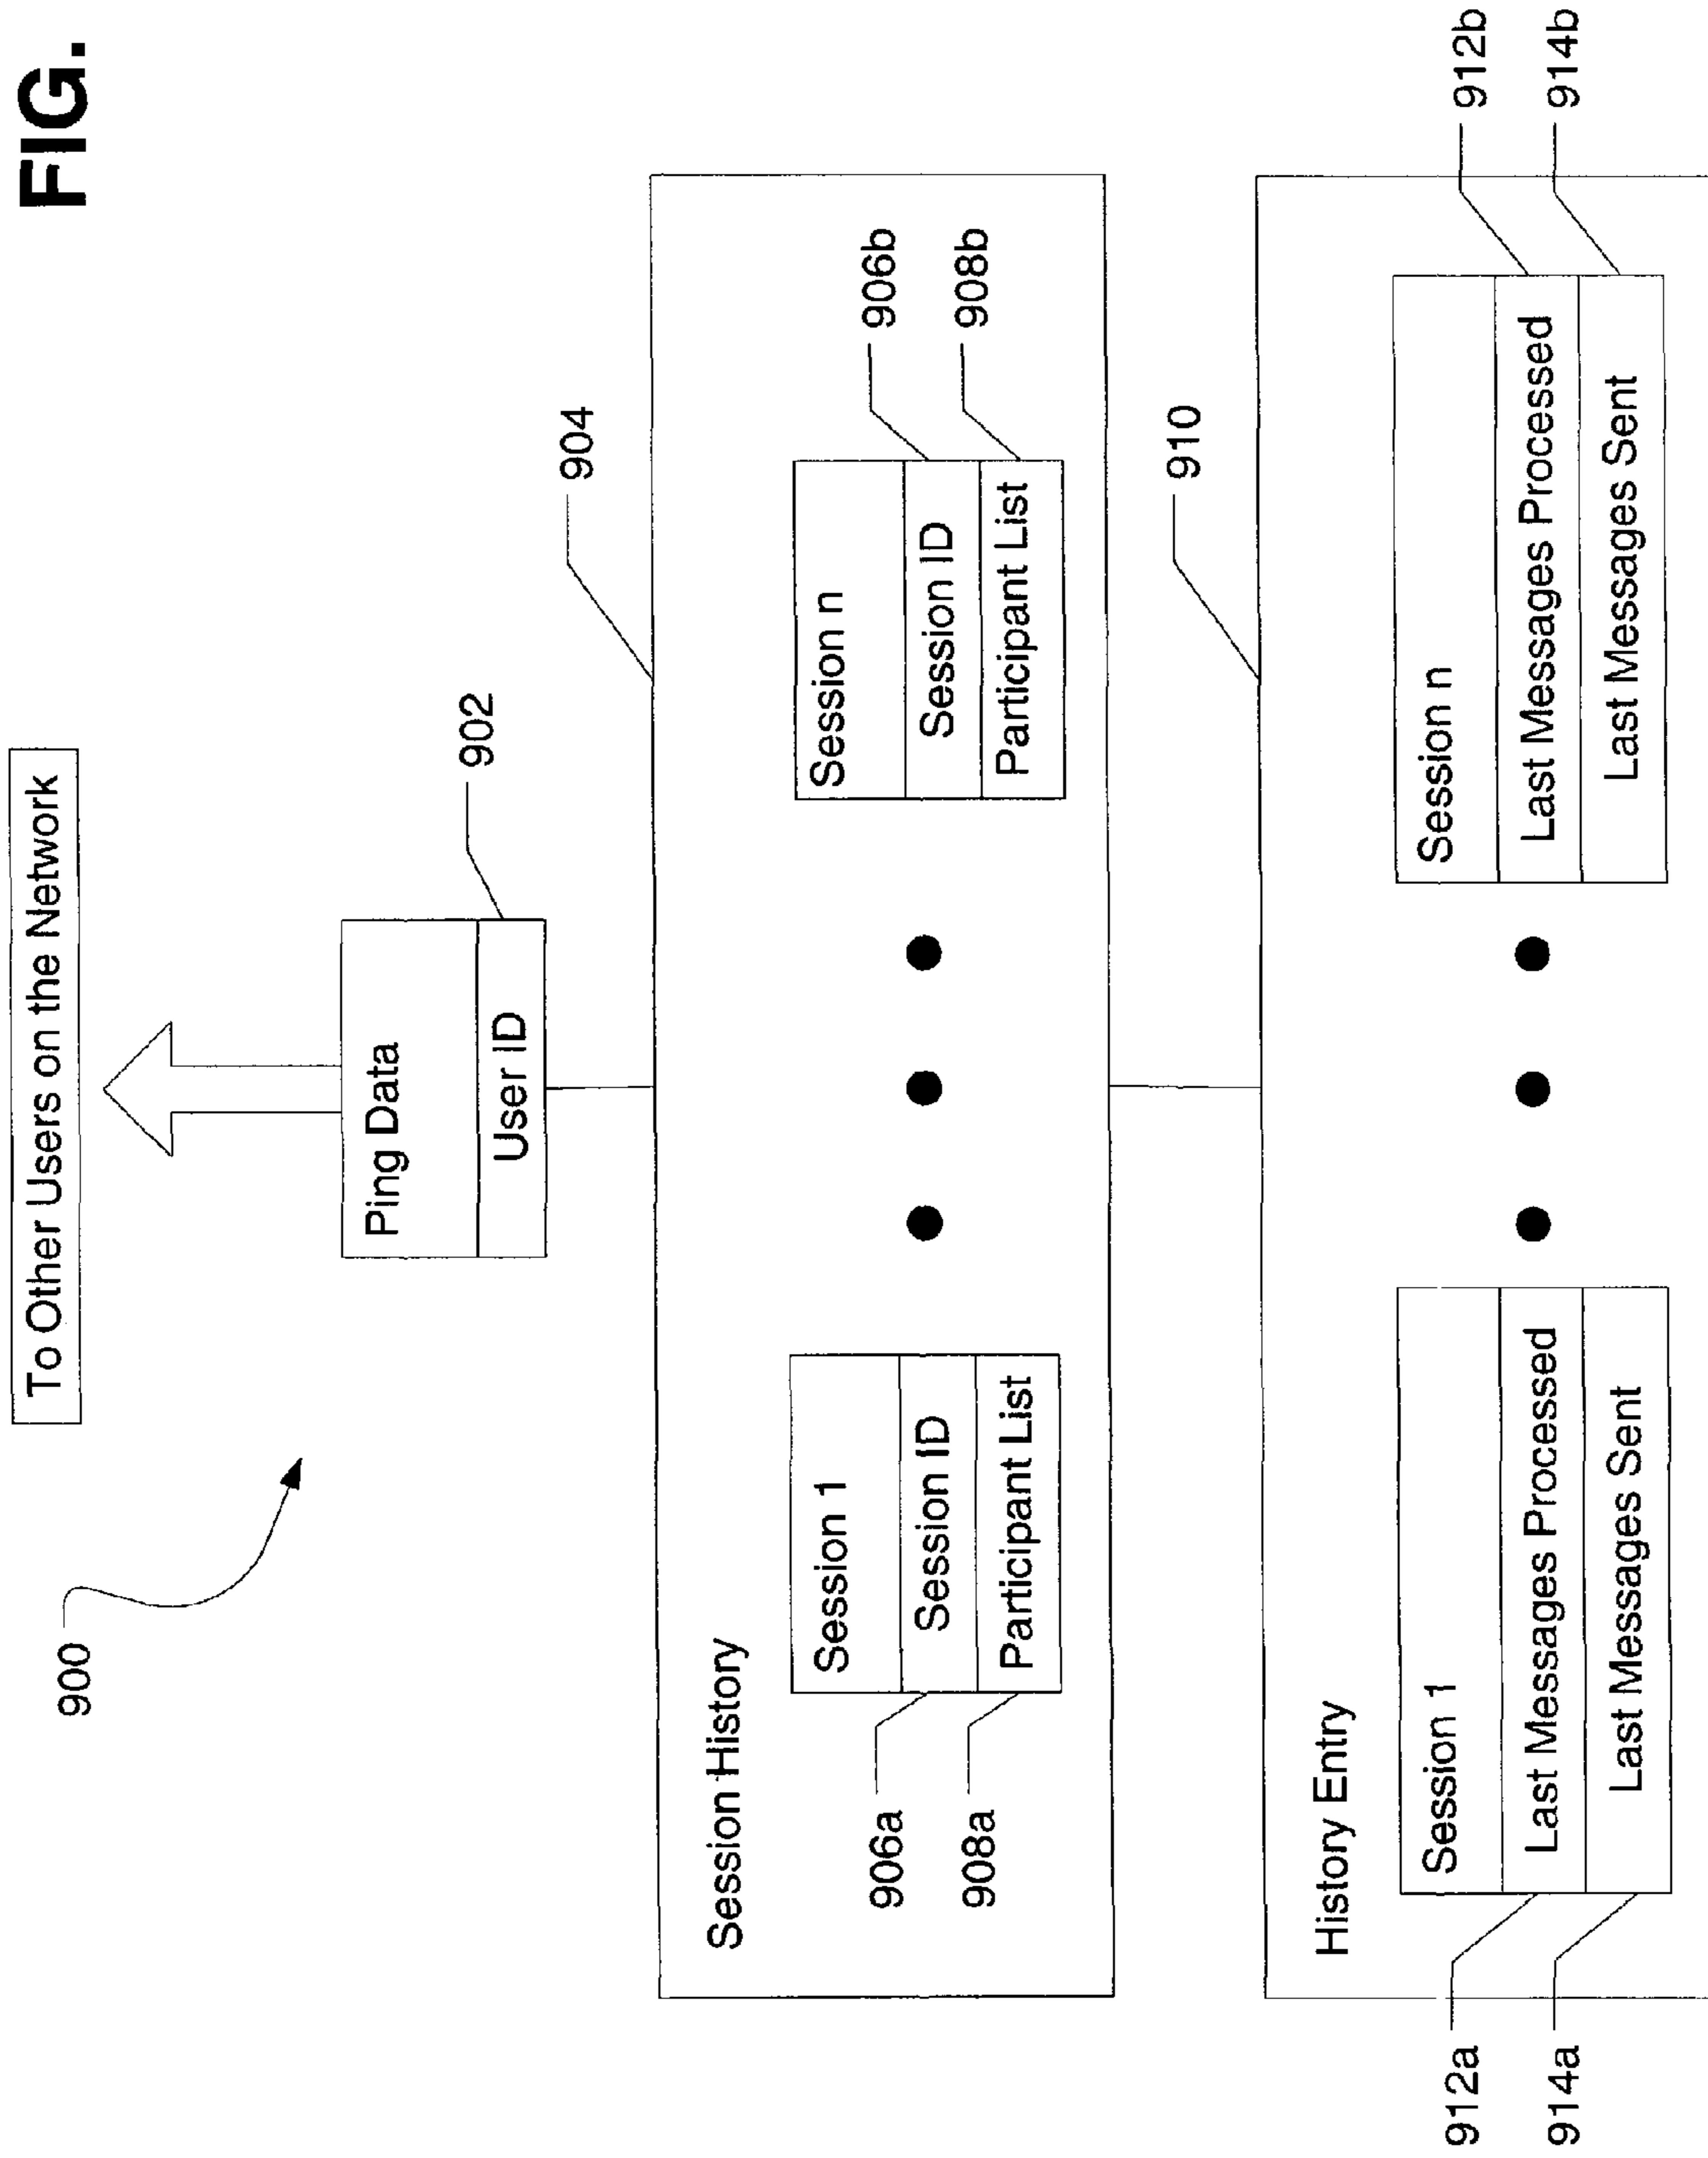 FIG.
To Other Users on the Network
900
Ping Data
User ID
902
904
Session History
Session 1
Session ID
Participant List
906a
908a
Session n
Session ID
Participant List
906b
908b
910
History Entry
Session 1
Last Messages Processed
Last Messages Sent
912a
914a
Session n
Last Messages Processed
Last Messages Sent
912b
914b